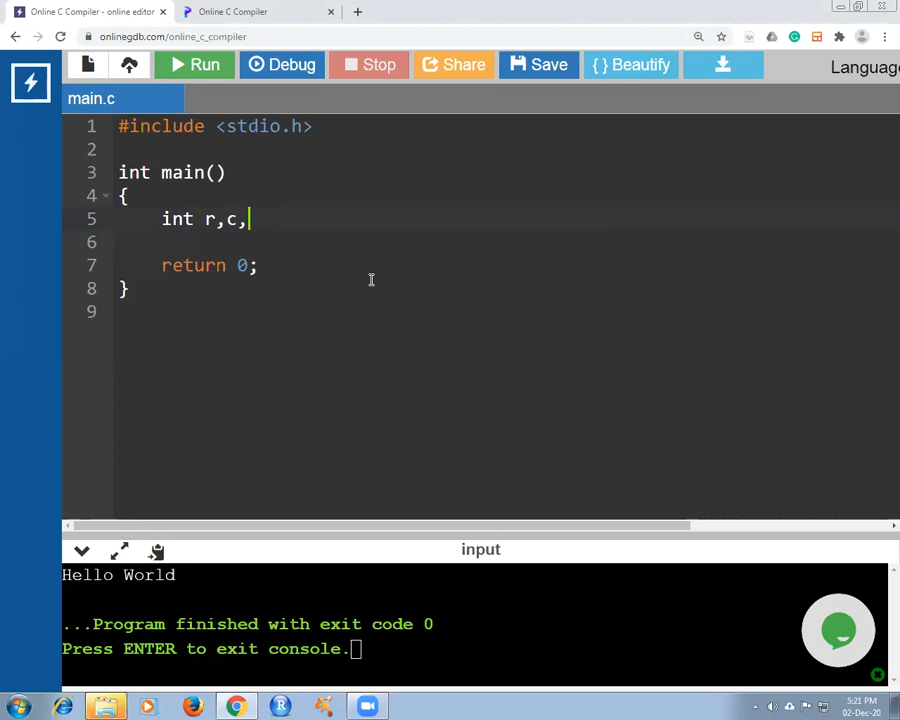 Online C Compiler - online editor
Online C Compiler
onlinegdb.com/online_c_compiler
Run Debug Stop Share Save { } Beautify Language
main.c
1 #include <stdio.h>
2
3 int main()
4 {
5 int r,c,
6
7 return 0;
8 }
9
input
Hello World
...Program finished with exit code 0
Press ENTER to exit console.
5:21 PM
02-Dec-20